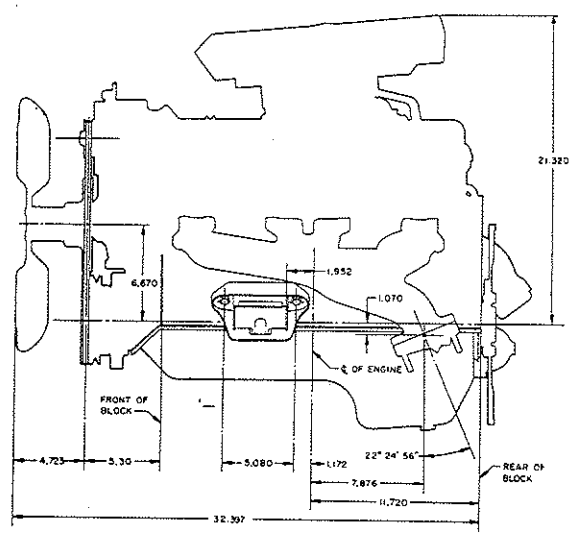 21.320
1.952
6.670
1.070
℄ OF ENGINE
FRONT OF
BLOCK
4.723
5.30
5.080
1.172
22° 24' 56"
7.876
REAR OF
BLOCK
11.720
32.397